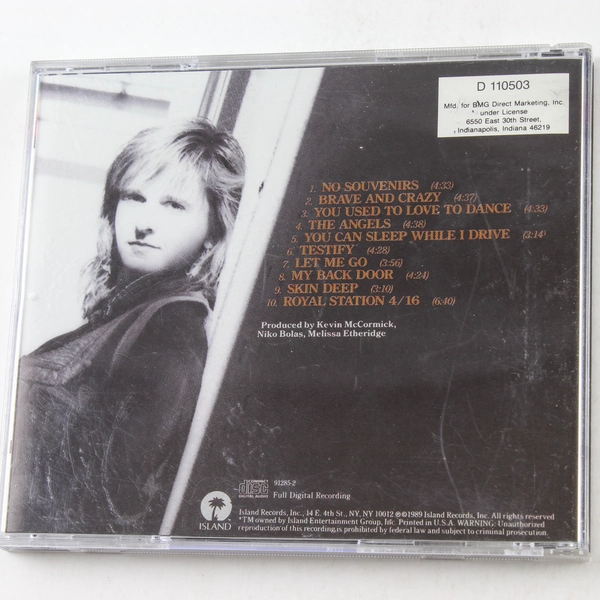 D 110503
Mfd. for BMG Direct Marketing, Inc.
under License
6550 East 30th Street,
Indianapolis, Indiana 46219
1. NO SOUVENIRS (4:33)
2. BRAVE AND CRAZY (4:37)
3. YOU USED TO LOVE TO DANCE (4:33)
4. THE ANGELS (4:38)
5. YOU CAN SLEEP WHILE I DRIVE (3:14)
6. TESTIFY (4:28)
7. LET ME GO (3:56)
8. MY BACK DOOR (4:24)
9. SKIN DEEP (3:10)
10. ROYAL STATION 4/16 (6:40)
Produced by Kevin McCormick,
Niko Bolas, Melissa Etheridge
COMPACT
disc
DIGITAL AUDIO
91285-2
Full Digital Recording
ISLAND
Island Records, Inc., 14 E. 4th St., NY, NY 10012 ℗©1989 Island Records, Inc. All rights reserved
*TM owned by Island Entertainment Group, Inc. Printed in U.S.A. WARNING: Unauthorized
reproduction of this recording is prohibited by federal law and subject to criminal prosecution.